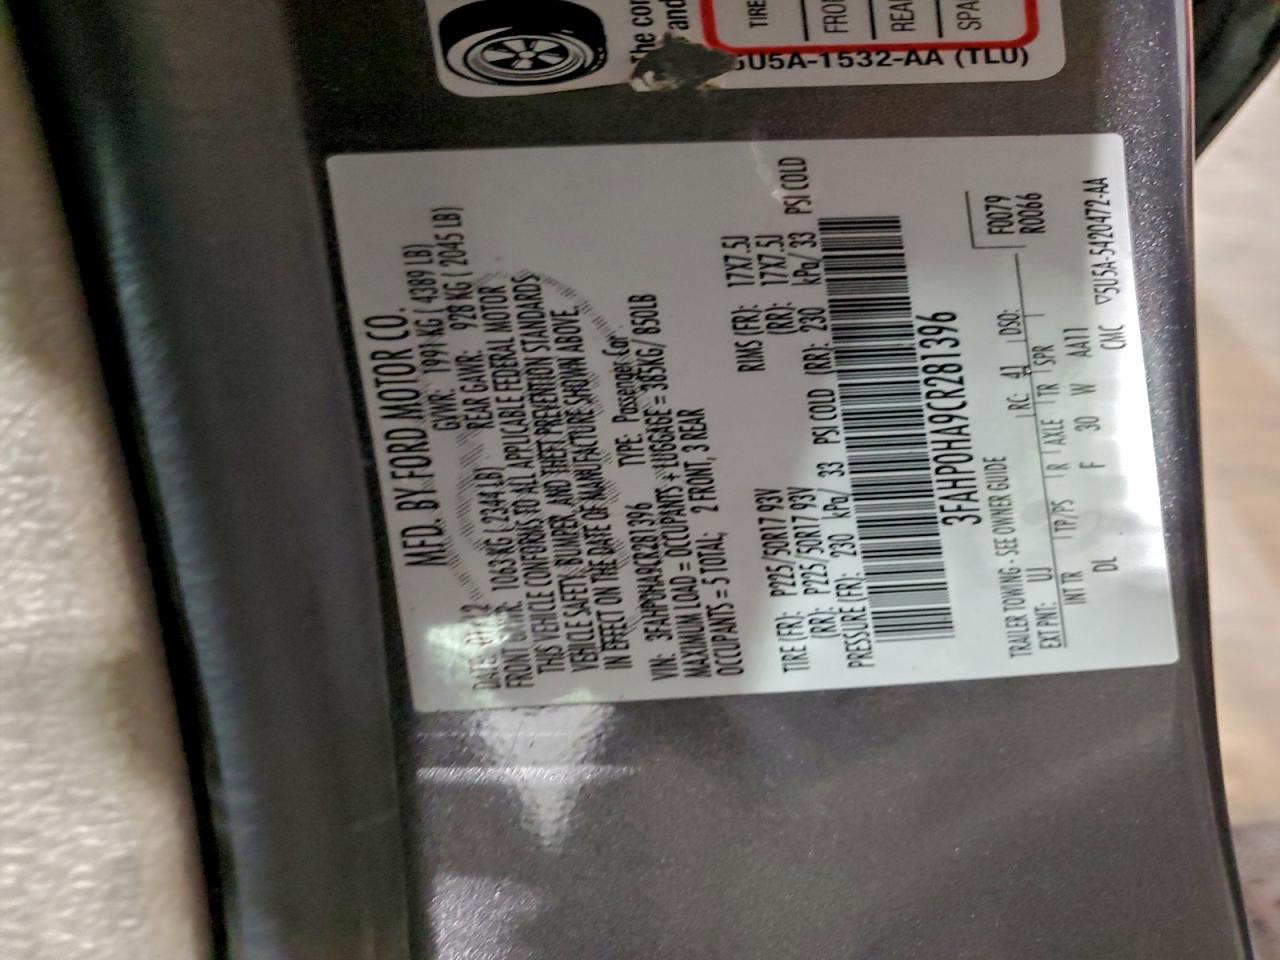 The cor
and
TIRE
FRO
REA
SPA
5U5A-1532-AA (TLU)
MFD. BY FORD MOTOR CO.
DATE: GVWR: 1991 KG ( 4389 LB)
FRONT GAWR: 1063 KG ( 2344 LB) REAR GAWR: 928 KG ( 2045 LB)
THIS VEHICLE CONFORMS TO ALL APPLICABLE FEDERAL MOTOR
VEHICLE SAFETY, BUMPER, AND THEFT PREVENTION STANDARDS
IN EFFECT ON THE DATE OF MANUFACTURE SHOWN ABOVE.
VIN: 3FAHP0HA9CR281396 TYPE: Passenger Car
MAXIMUM LOAD = OCCUPANTS + LUGGAGE = 385KG/ 850LB
OCCUPANTS = 5 TOTAL; 2 FRONT, 3 REAR
TIRE (FR): P225/50R17 93V RIMS (FR): 17X7.5J
(RR): P225/50R17 93V (RR): 17X7.5J
PRESSURE (FR): 230 kPa/ 33 PSI COLD (RR): 230 kPa/ 33 PSI COLD
3FAHP0HA9CR281396
TRAILER TOWING - SEE OWNER GUIDE
F0079
R0066
EXT PNT: UJ RC: 41 DSO:
INT TR TP/PS R AXLE TR SPR
DL F 30 W AA11
CMC 5U5A-5420472-AA